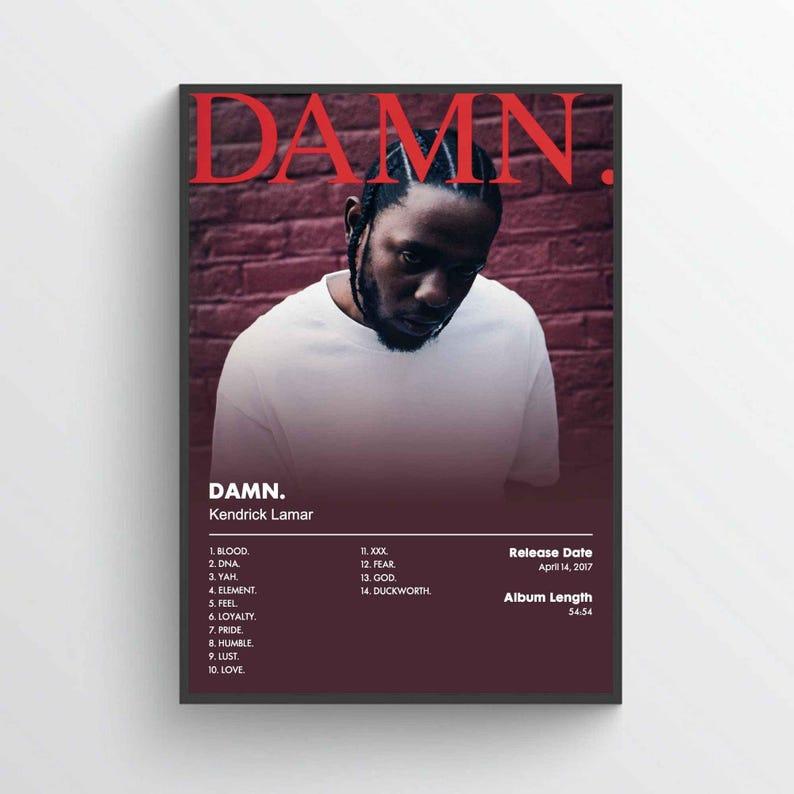 DAMN.
DAMN.
Kendrick Lamar
1. BLOOD.
2. DNA.
3. YAH.
4. ELEMENT.
5. FEEL.
6. LOYALTY.
7. PRIDE.
8. HUMBLE.
9. LUST.
10. LOVE.
11. XXX.
12. FEAR.
13. GOD.
14. DUCKWORTH.
Release Date
April 14, 2017
Album Length
54:54